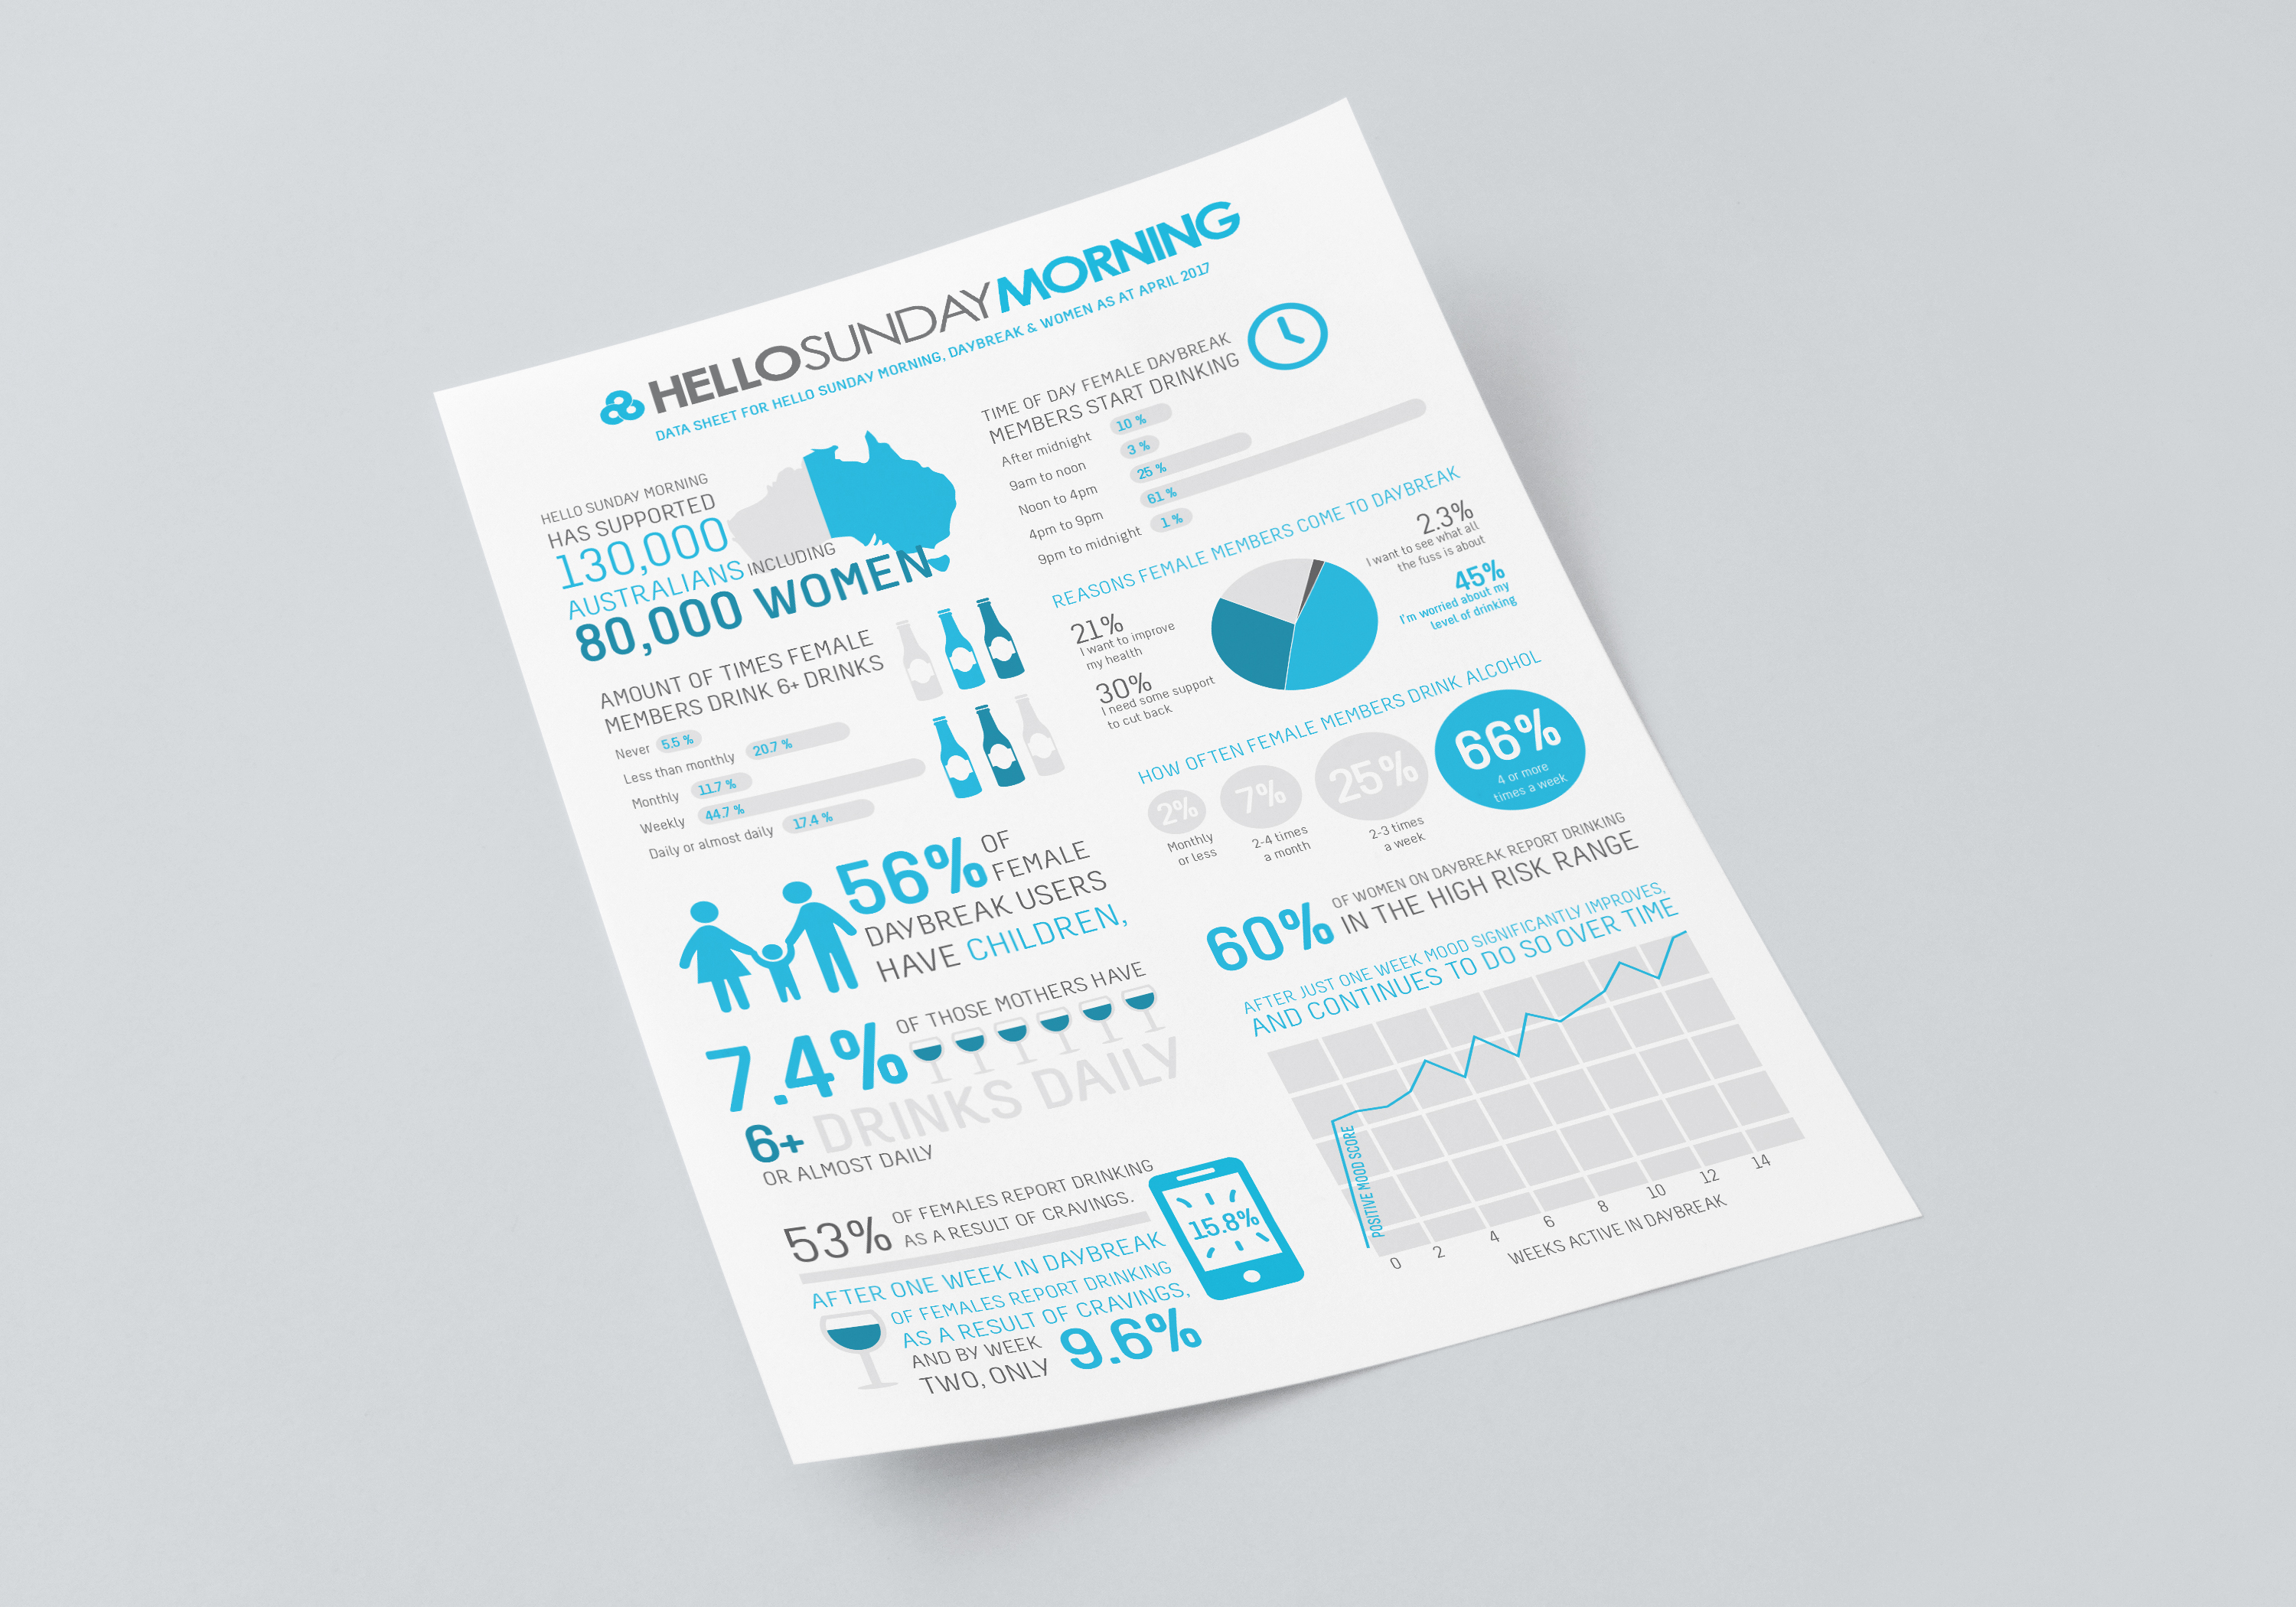 HELLOSUNDAYMORNING
DATA SHEET FOR HELLO SUNDAY MORNING, DAYBREAK & WOMEN AS AT APRIL 2017
HELLO SUNDAY MORNING
HAS SUPPORTED
130,000
AUSTRALIANS INCLUDING
80,000 WOMEN
AMOUNT OF TIMES FEMALE
MEMBERS DRINK 6+ DRINKS
Never 5.5 %
Less than monthly 20.7 %
Monthly 11.7 %
Weekly 44.7 %
Daily or almost daily 17.4 %
56% OF
FEMALE
DAYBREAK USERS
HAVE CHILDREN,
7.4% OF THOSE MOTHERS HAVE
6+ DRINKS DAILY
OR ALMOST DAILY
53% OF FEMALES REPORT DRINKING
AS A RESULT OF CRAVINGS.
AFTER ONE WEEK IN DAYBREAK
15.8%
OF FEMALES REPORT DRINKING
AS A RESULT OF CRAVINGS,
AND BY WEEK
TWO, ONLY 9.6%
TIME OF DAY FEMALE DAYBREAK
MEMBERS START DRINKING
After midnight 10 %
9am to noon 3 %
Noon to 4pm 25 %
4pm to 9pm 61 %
9pm to midnight 1 %
REASONS FEMALE MEMBERS COME TO DAYBREAK
2.3%
I want to see what all
the fuss is about
45%
I'm worried about my
level of drinking
21%
I want to improve
my health
30%
I need some support
to cut back
HOW OFTEN FEMALE MEMBERS DRINK ALCOHOL
2%
Monthly
or less
7%
2-4 times
a month
25%
2-3 times
a week
66%
4 or more
times a week
60% OF WOMEN ON DAYBREAK REPORT DRINKING
IN THE HIGH RISK RANGE
AFTER JUST ONE WEEK MOOD SIGNIFICANTLY IMPROVES,
AND CONTINUES TO DO SO OVER TIME
POSITIVE MOOD SCORE
0 2 4 6 8 10 12 14
WEEKS ACTIVE IN DAYBREAK